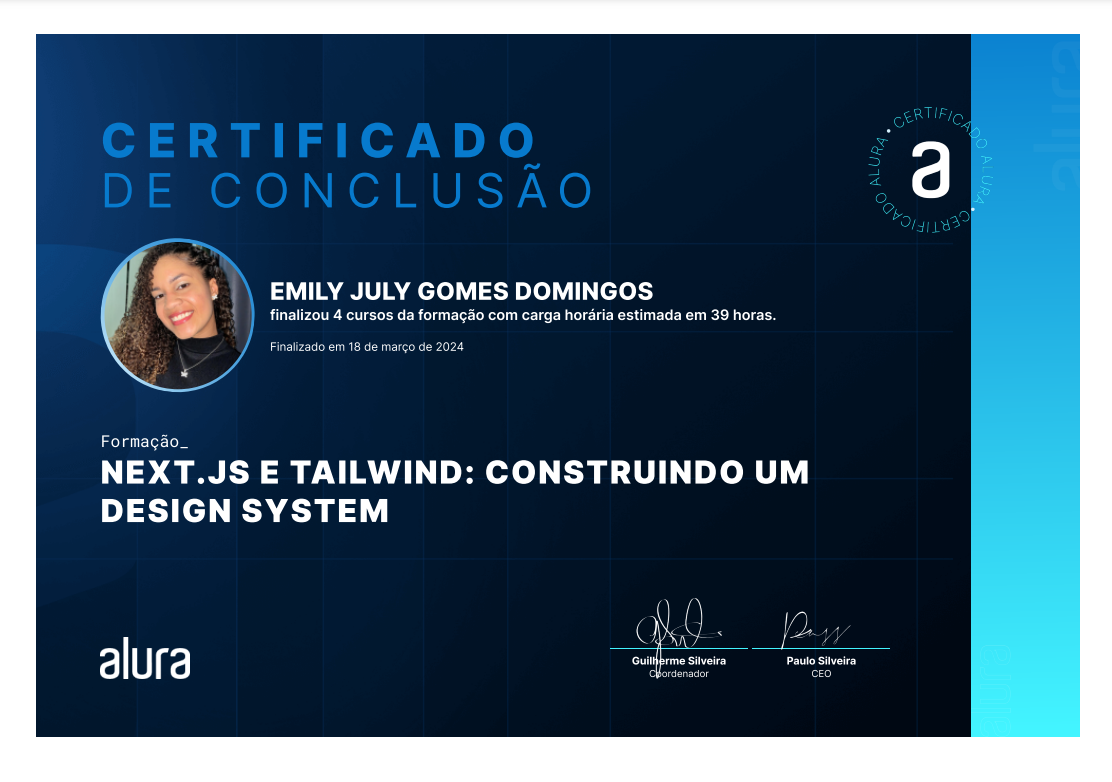 CERTIFICADO
DE CONCLUSÃO
CERTIFICADO ALURA • CERTIFICADO ALURA •
a
alura
EMILY JULY GOMES DOMINGOS
finalizou 4 cursos da formação com carga horária estimada em 39 horas.
Finalizado em 18 de março de 2024
Formação_
NEXT.JS E TAILWIND: CONSTRUINDO UM
DESIGN SYSTEM
alura
Guilherme Silveira
Coordenador
Paulo Silveira
CEO
alura